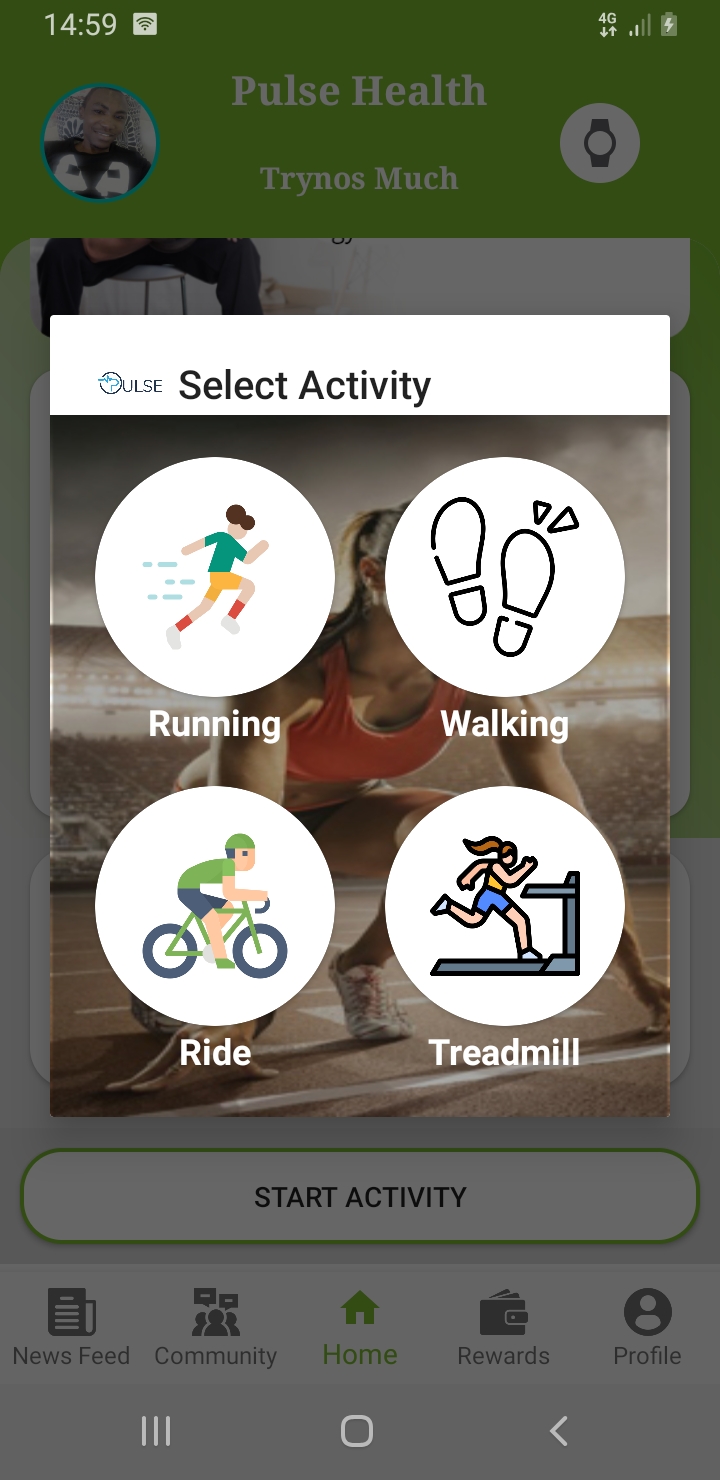 14:59
4G
Pulse Health
Trynos Much
gy
PULSE Select Activity
Running
Walking
Ride
Treadmill
START ACTIVITY
News Feed
Community
Home
Rewards
Profile